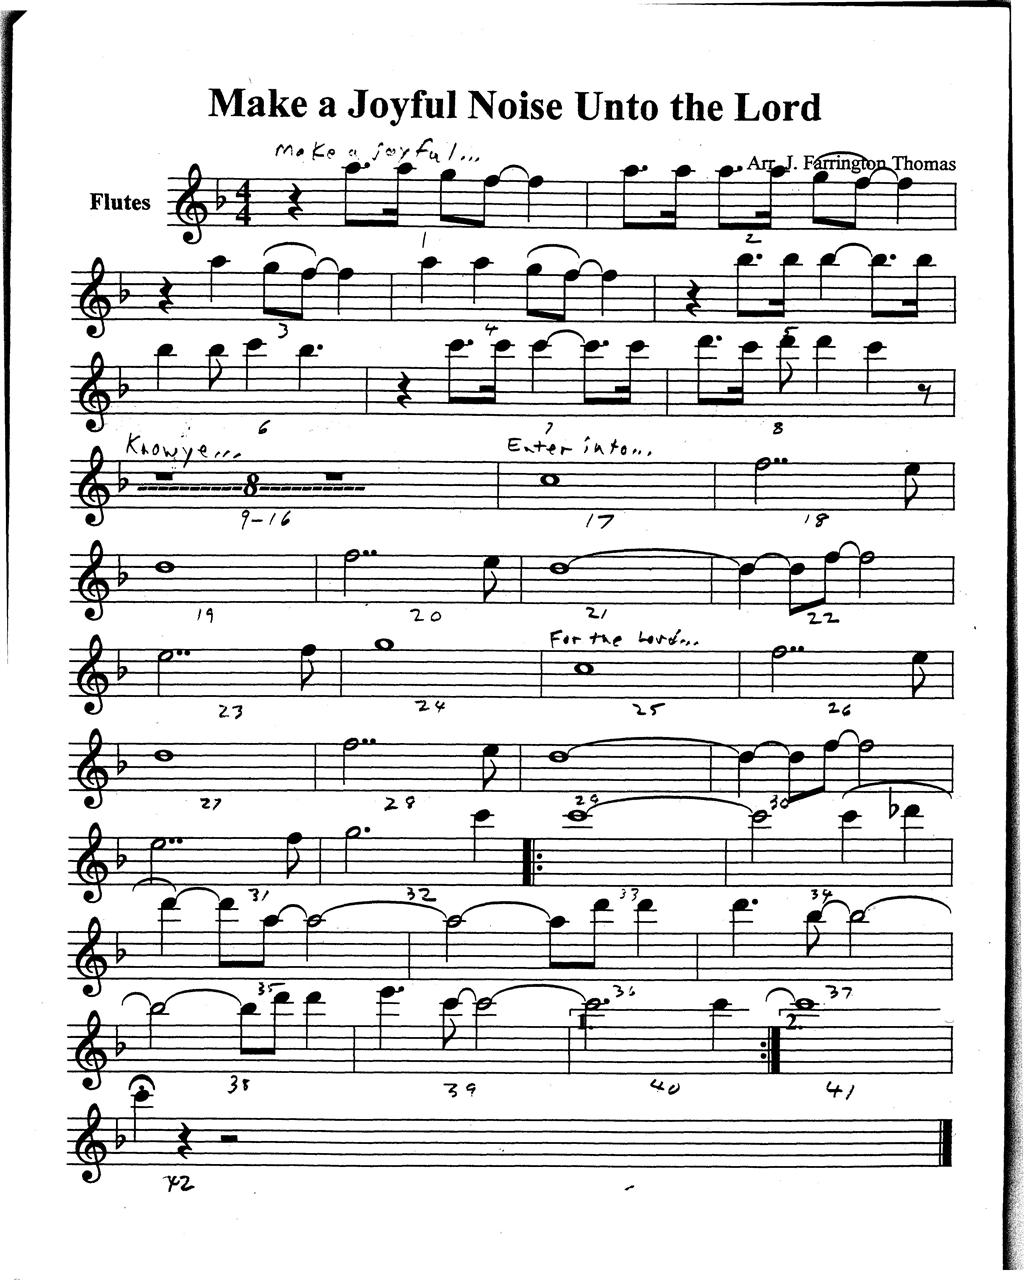 Make a Joyful Noise Unto the Lord
Make a joyful...
Arr. J. Farrington Thomas
Flutes
4
4
1 2
3 4 5
6 7 8
Know ye... Enter into...
8
9-16 17 18
19 20 21 22
For the Lord...
23 24 25 26
27 28 29 30
31 32 33 34
35 36 37
1. 2.
38 39 40 41
42